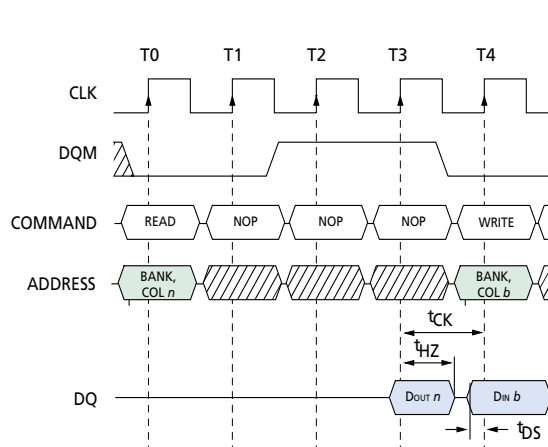 T0 T1 T2 T3 T4
CLK
DQM
COMMAND READ NOP NOP NOP WRITE
ADDRESS BANK, COL n BANK, COL b
tCK
tHZ
DQ DOUT n DIN b
tDS